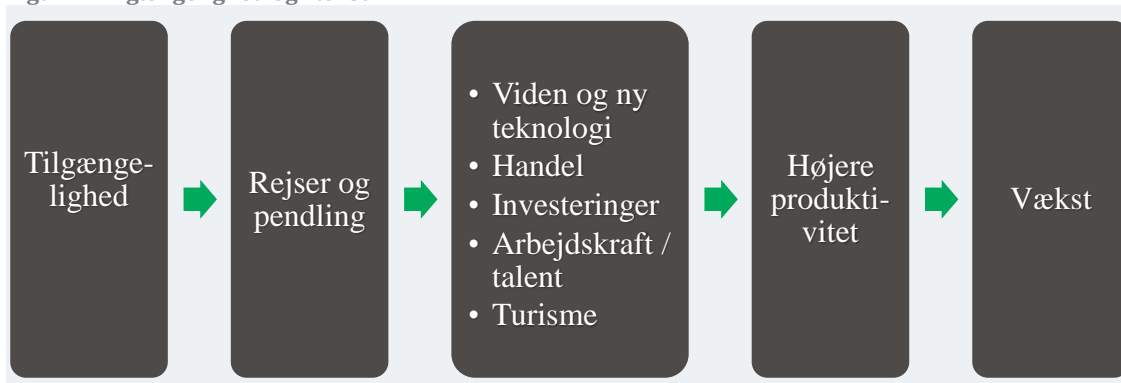 Tilgænge-
lighed
Rejser og
pendling
• Viden og ny
teknologi
• Handel
• Investeringer
• Arbejdskraft /
talent
• Turisme
Højere
produkti-
vitet
Vækst